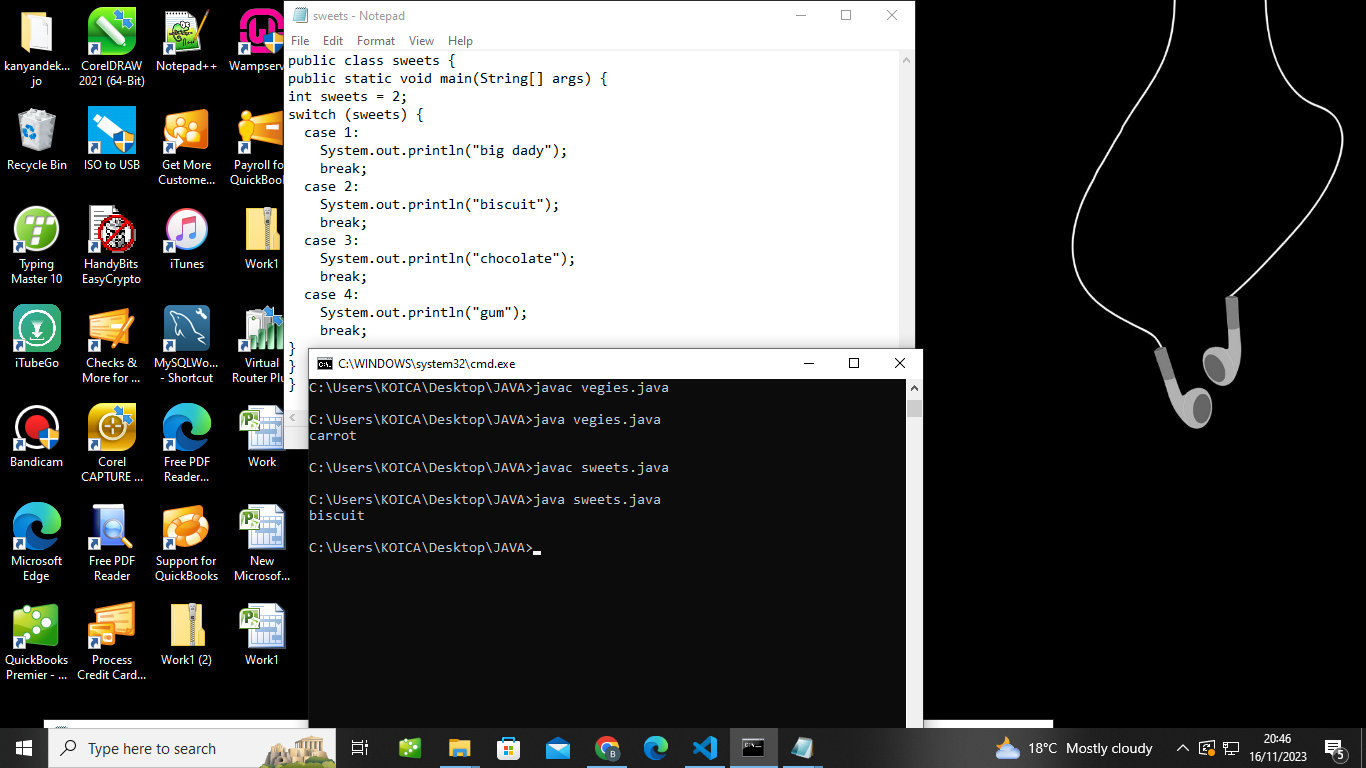 kanyandek...
jo
CorelDRAW
2021 (64-Bit)
Notepad++
Wampserv
Recycle Bin
ISO to USB
Get More
Custome...
Payroll fo
QuickBook
Typing
Master 10
HandyBits
EasyCrypto
iTunes
Work1
iTubeGo
Checks &
More for ...
MySQLWo...
- Shortcut
Virtual
Router Plu
Bandicam
Corel
CAPTURE ...
Free PDF
Reader...
Work
Microsoft
Edge
Free PDF
Reader
Support for
QuickBooks
New
Microsof...
QuickBooks
Premier - ...
Process
Credit Card...
Work1 (2)
Work1
sweets - Notepad
File Edit Format View Help
public class sweets {
public static void main(String[] args) {
int sweets = 2;
switch (sweets) {
case 1:
System.out.println("big dady");
break;
case 2:
System.out.println("biscuit");
break;
case 3:
System.out.println("chocolate");
break;
case 4:
System.out.println("gum");
break;
}
}
}
C:\WINDOWS\system32\cmd.exe
C:\Users\KOICA\Desktop\JAVA>javac vegies.java
C:\Users\KOICA\Desktop\JAVA>java vegies.java
carrot
C:\Users\KOICA\Desktop\JAVA>javac sweets.java
C:\Users\KOICA\Desktop\JAVA>java sweets.java
biscuit
C:\Users\KOICA\Desktop\JAVA>
Type here to search
18°C Mostly cloudy
20:46
16/11/2023
5